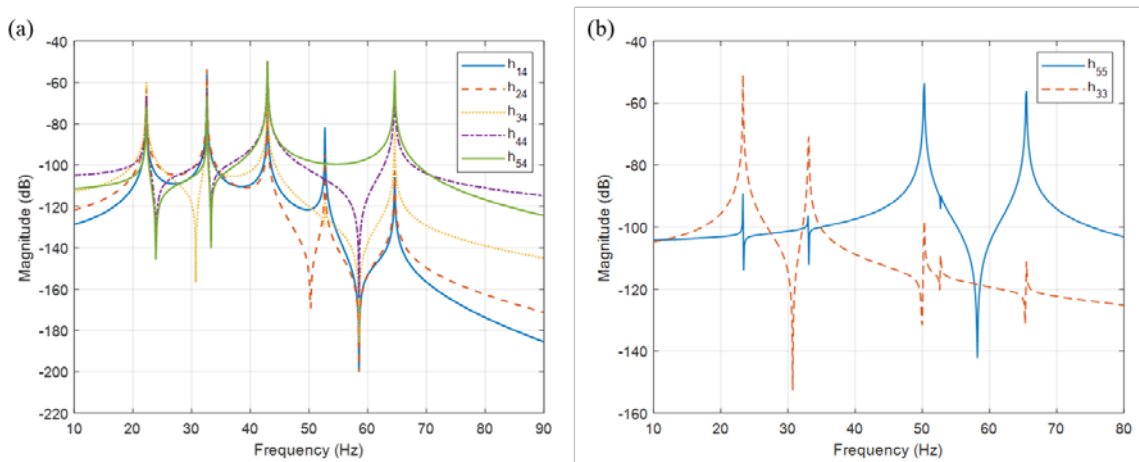 (a)
-40
-60
-80
-100
-120
-140
-160
-180
-200
-220
Magnitude (dB)
10 20 30 40 50 60 70 80 90
Frequency (Hz)
h14
h24
h34
h44
h54
(b)
-40
-60
-80
-100
-120
-140
-160
Magnitude (dB)
10 20 30 40 50 60 70 80
Frequency (Hz)
h55
h33